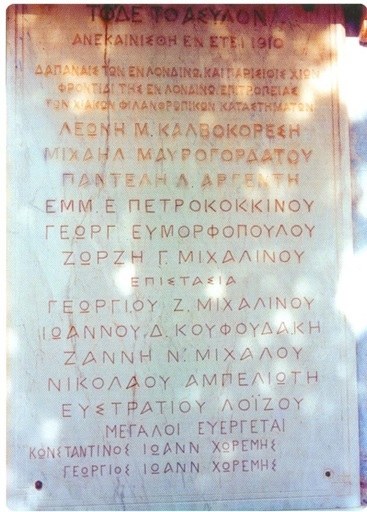 ΤΟΔΕ ΤΟ ΑΣΥΛΟΝ
ΑΝΕΚΑΙΝΙΣΘΗ ΕΝ ΕΤΕΙ 1910
ΔΑΠΑΝΑΙΣ ΤΩΝ ΕΝ ΛΟΝΔΙΝΩ, ΚΑΙ ΠΑΡΙΣΙΟΙΣ ΧΙΩΝ
ΦΡΟΝΤΙΔΙ ΤΗΣ ΕΝ ΛΟΝΔΙΝΩ ΕΠΙΤΡΟΠΕΙΑΣ
ΤΩΝ ΧΙΑΚΩΝ ΦΙΛΑΝΘΡΩΠΙΚΩΝ ΚΑΤΑΣΤΗΜΑΤΩΝ
ΛΕΩΝΗ Μ. ΚΑΛΒΟΚΟΡΕΣΗ
ΜΙΧΑΗΛ ΜΑΥΡΟΓΟΡΔΑΤΟΥ
ΠΑΝΤΕΛΗ Λ. ΑΡΓΕΝΤΗ
ΕΜΜ. Ε ΠΕΤΡΟΚΟΚΚΙΝΟΥ
ΓΕΩΡΓ. ΕΥΜΟΡΦΟΠΟΥΛΟΥ
ΖΩΡΖΗ Γ. ΜΙΧΑΛΙΝΟΥ
ΕΠΙΣΤΑΣΙΑ
ΓΕΩΡΓΙΟΥ Ζ. ΜΙΧΑΛΙΝΟΥ
ΙΩΑΝΝΟΥ Δ. ΚΟΥΦΟΥΔΑΚΗ
ΖΑΝΝΗ Ν. ΜΙΧΑΛΟΥ
ΝΙΚΟΛΑΟΥ ΑΜΠΕΛΙΩΤΗ
ΕΥΣΤΡΑΤΙΟΥ ΛΟΪΖΟΥ
ΜΕΓΑΛΟΙ ΕΥΕΡΓΕΤΑΙ
ΚΩΝΣΤΑΝΤΙΝΟΣ ΙΩΑΝΝ ΧΩΡΕΜΗΣ
ΓΕΩΡΓΙΟΣ ΙΩΑΝΝ ΧΩΡΕΜΗΣ